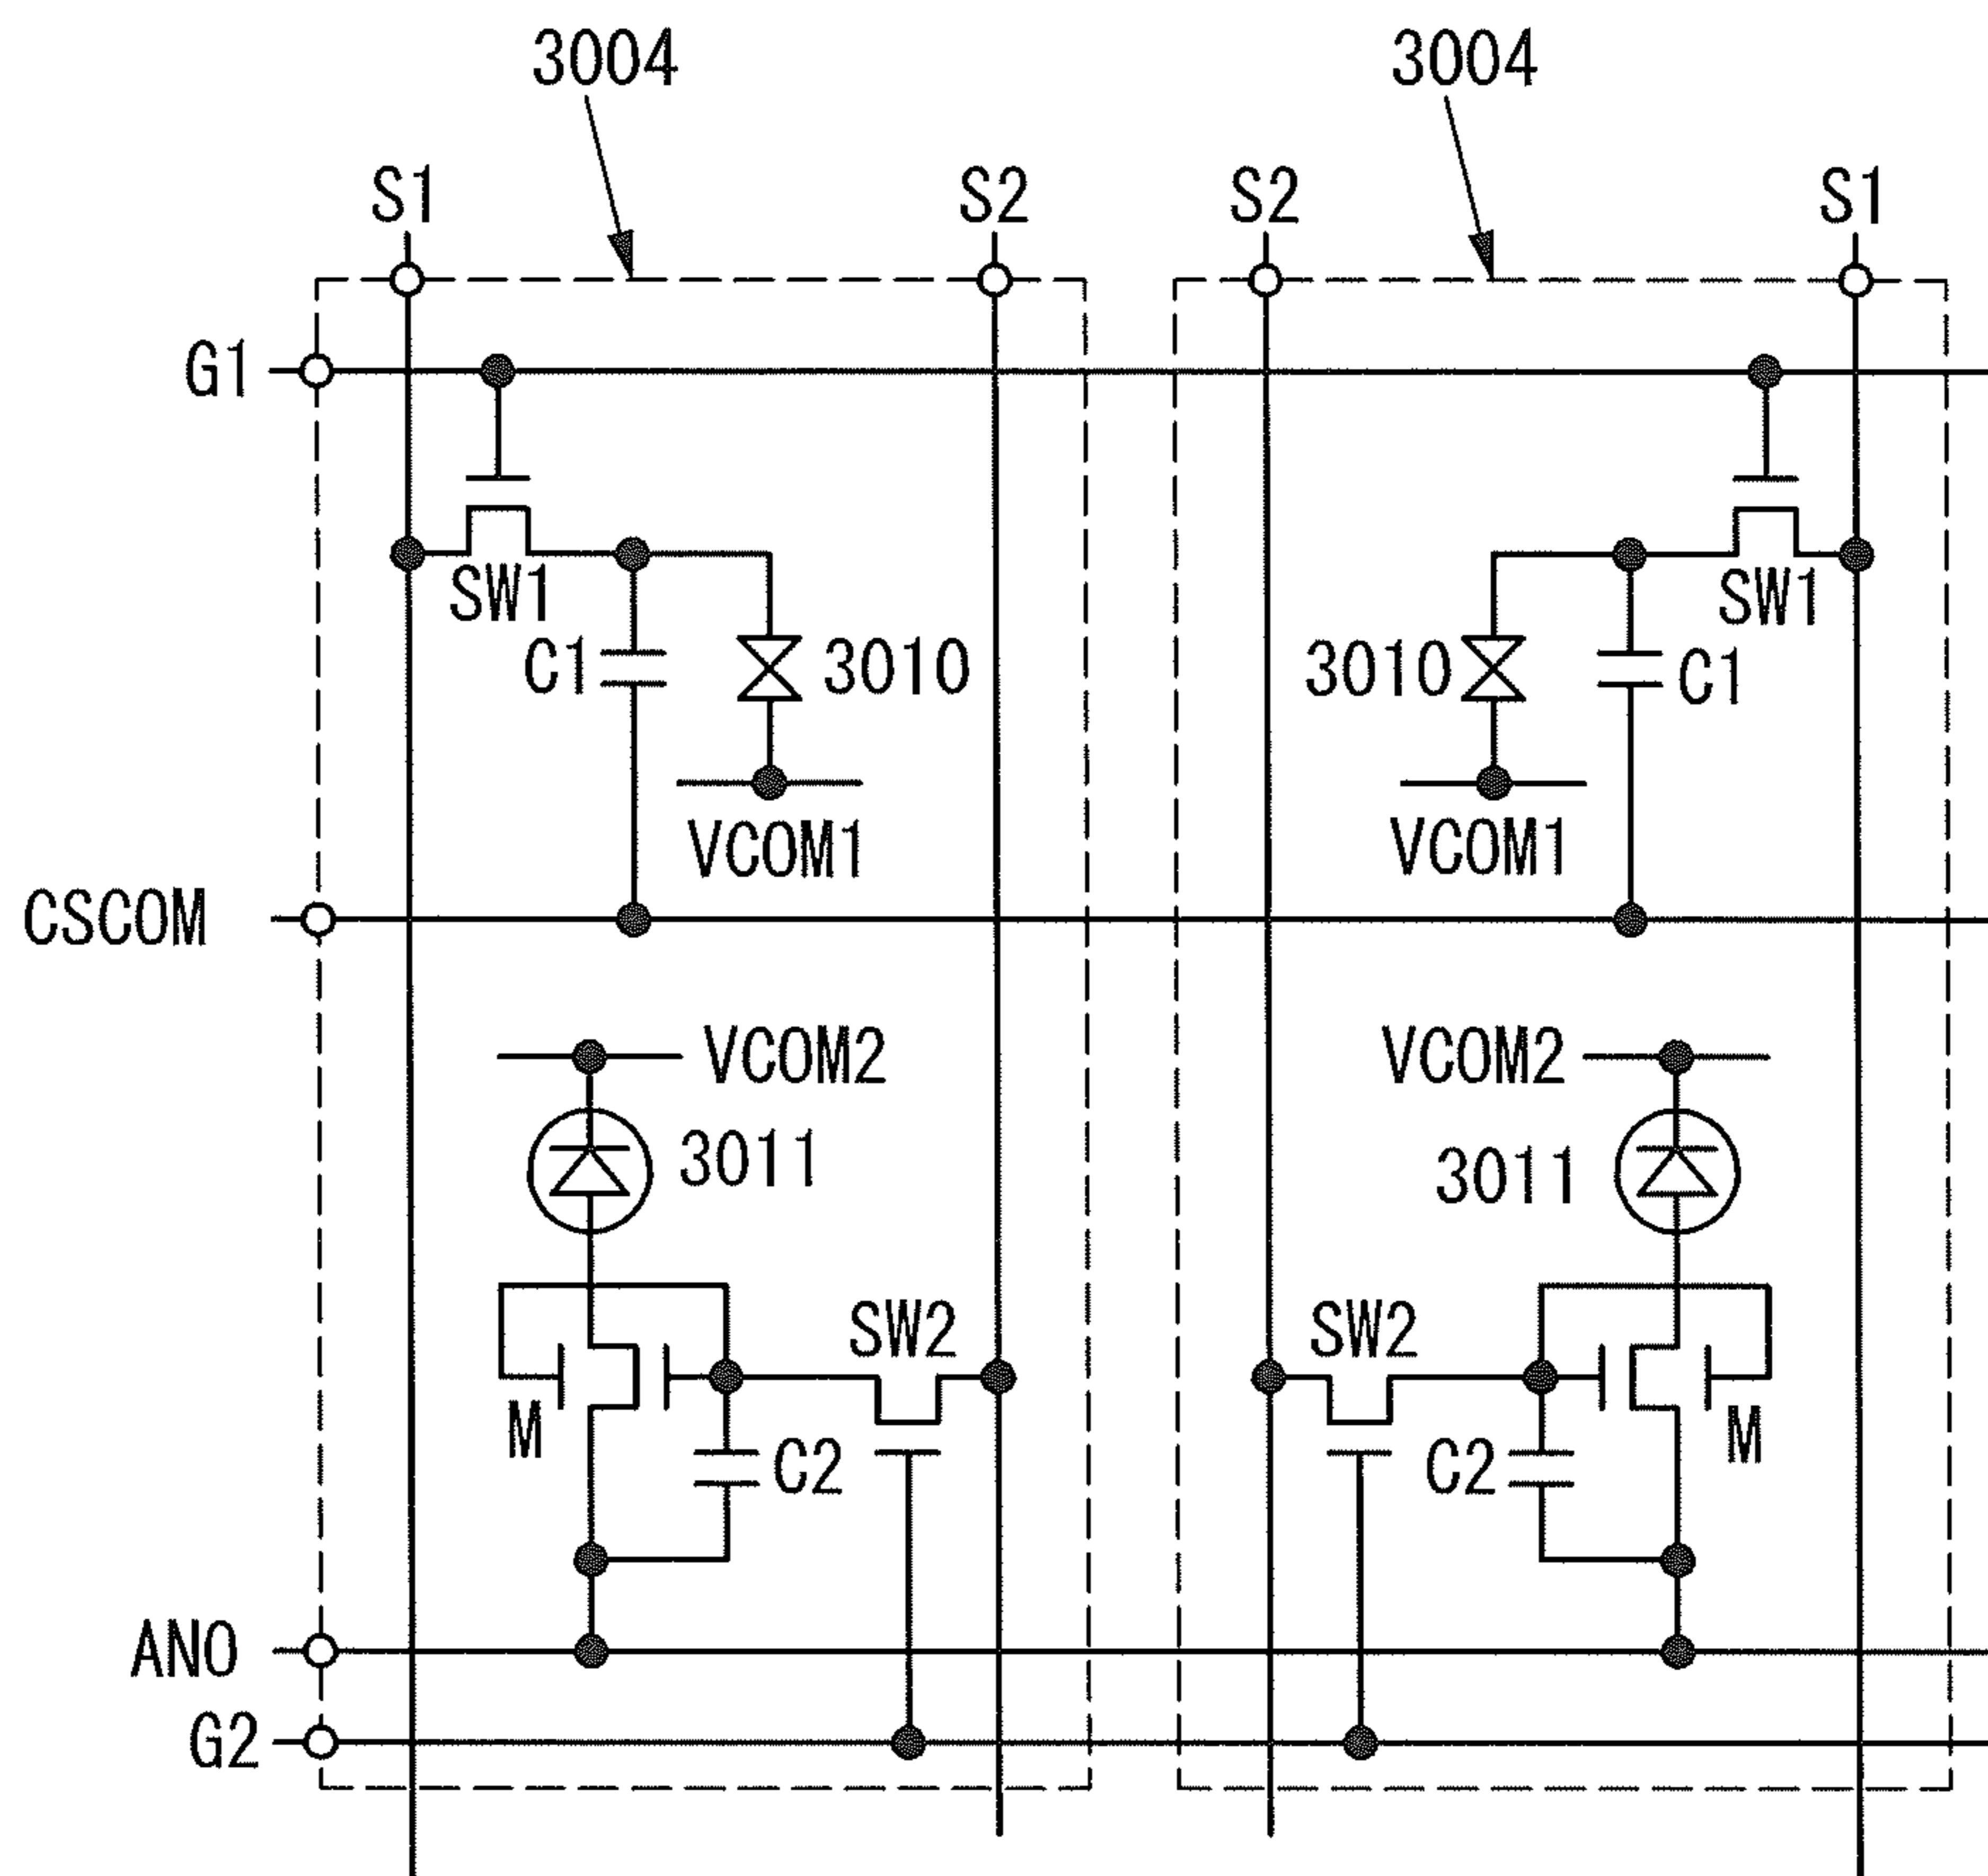 3004 3004
S1 S2 S2 S1
G1
SW1 SW1
C1 3010 3010 C1
VCOM1 VCOM1
CSCOM
VCOM2 VCOM2
3011 3011
SW2 SW2
M M
C2 C2
ANO
G2